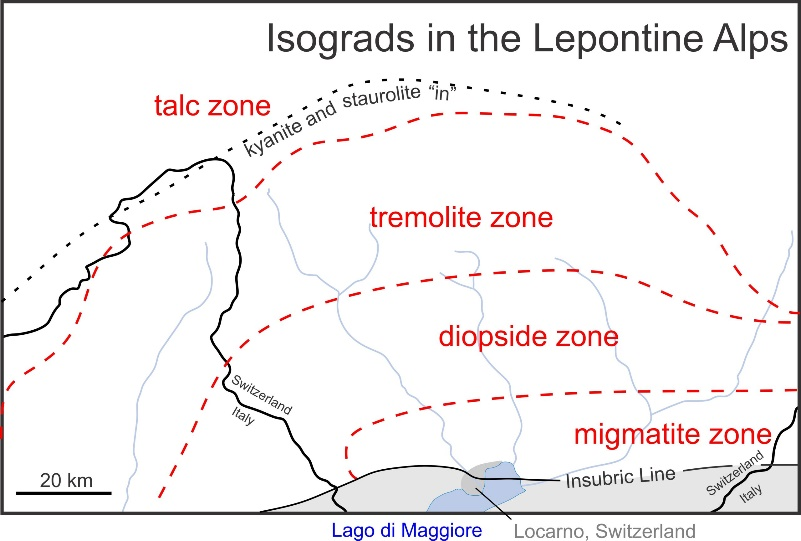 Isograds in the Lepontine Alps
talc zone
kyanite and staurolite “in”
tremolite zone
diopside zone
Switzerland
Italy
migmatite zone
20 km
Insubric Line
Switzerland
Italy
Lago di Maggiore
Locarno, Switzerland